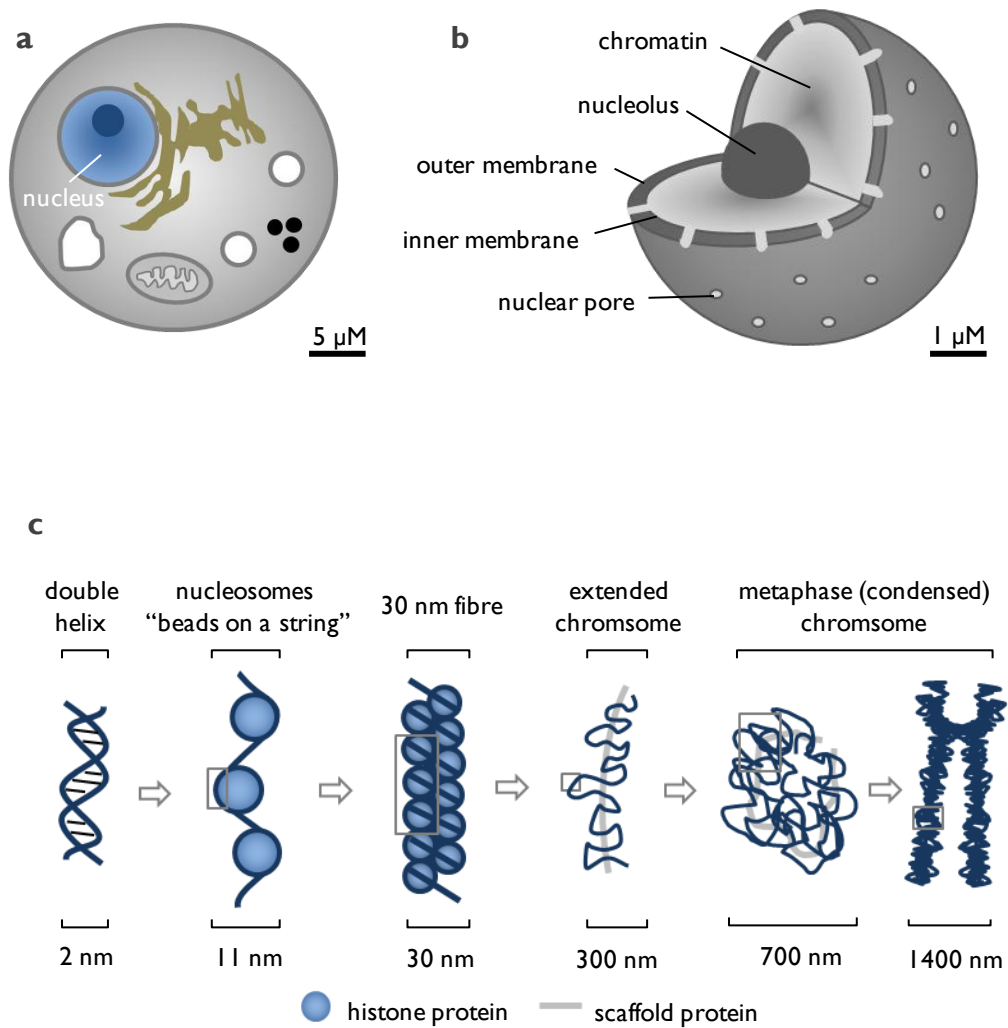 a
nucleus
5 µM
b
chromatin
nucleolus
outer membrane
inner membrane
nuclear pore
1 µM
c
double
helix
nucleosomes
“beads on a string”
30 nm fibre
extended
chromsome
metaphase (condensed)
chromsome
2 nm
11 nm
30 nm
300 nm
700 nm
1400 nm
histone protein
scaffold protein